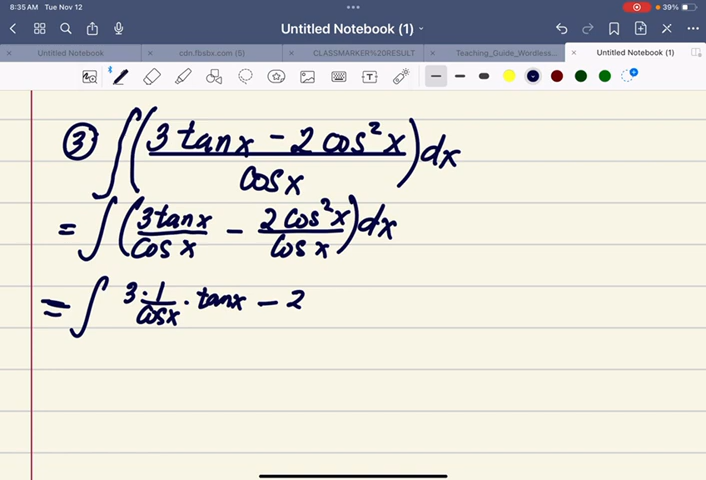 8:35 AM Tue Nov 12 39%
Untitled Notebook (1)
Untitled Notebook cdn.fbsbx.com (5) CLASSMARKER%20RESULT Teaching_Guide_Wordless... Untitled Notebook (1)
③ ∫ ((3 tan x − 2 cos² x) / cos x) dx
= ∫ (3 tan x / cos x − 2 cos² x / cos x) dx
= ∫ 3 · 1/cos x · tan x − 2